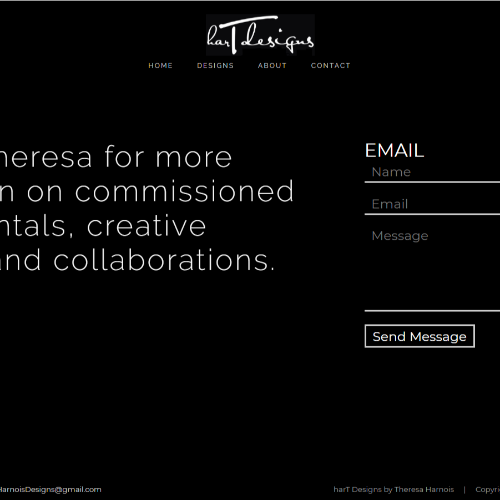 harT designs
HOME DESIGNS ABOUT CONTACT
heresa for more
n on commissioned
ntals, creative
and collaborations.
EMAIL
Name
Email
Message
Send Message
HarnoisDesigns@gmail.com
harT Designs by Theresa Harnois | Copyri